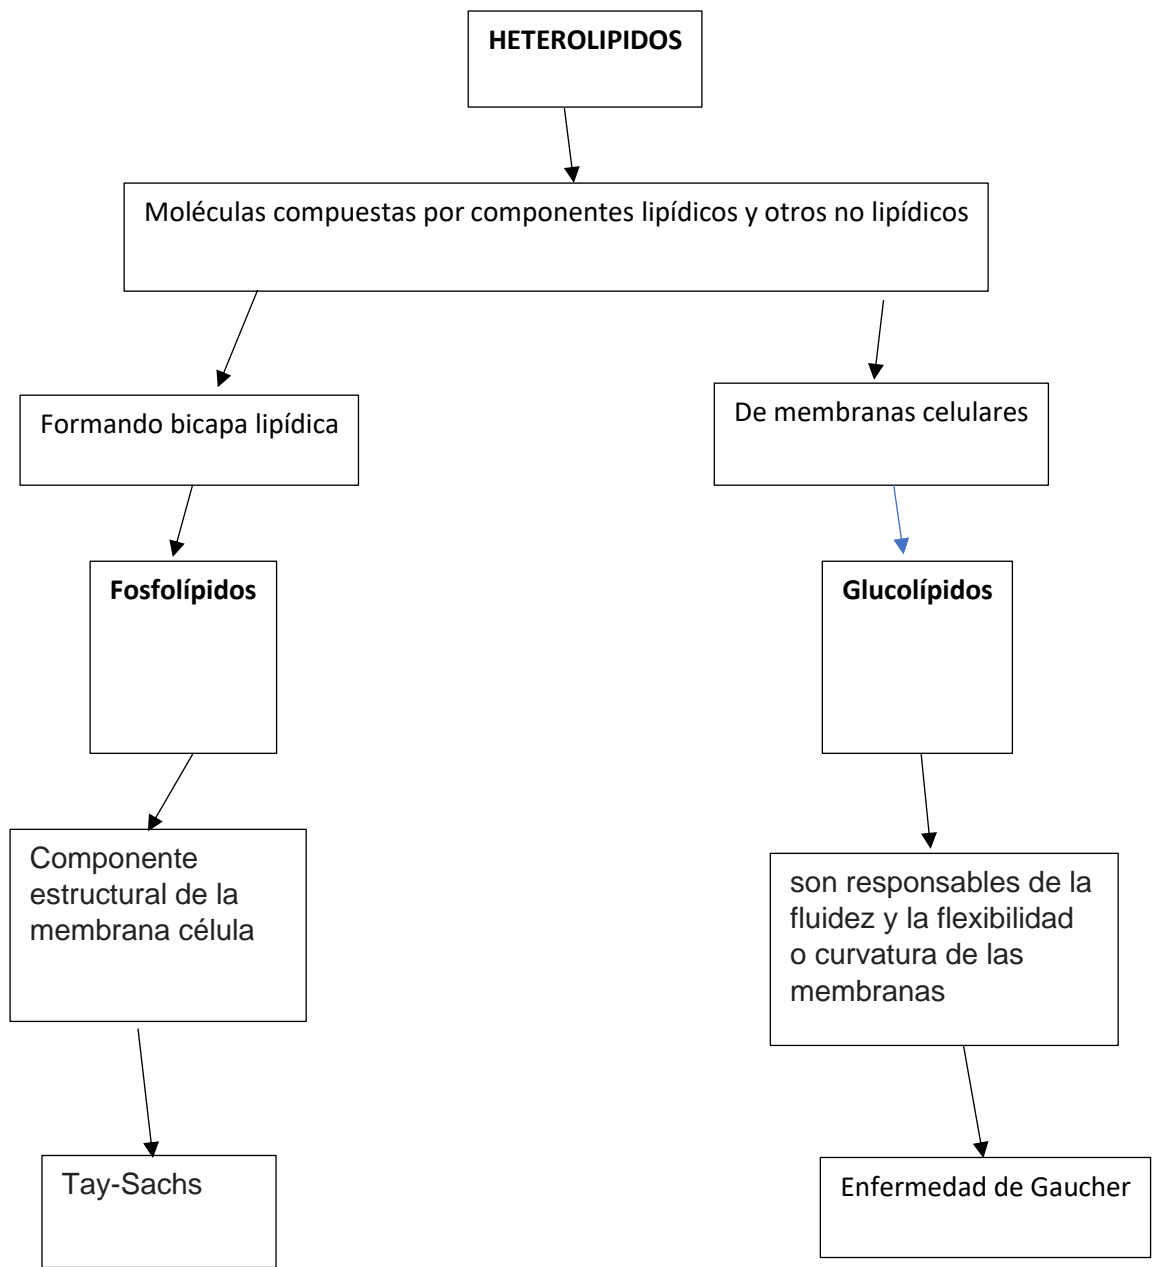 HETEROLIPIDOS
Moléculas compuestas por componentes lipídicos y otros no lipídicos
Formando bicapa lipídica
De membranas celulares
Fosfolípidos
Glucolípidos
Componente
estructural de la
membrana célula
son responsables de la
fluidez y la flexibilidad
o curvatura de las
membranas
Tay-Sachs
Enfermedad de Gaucher